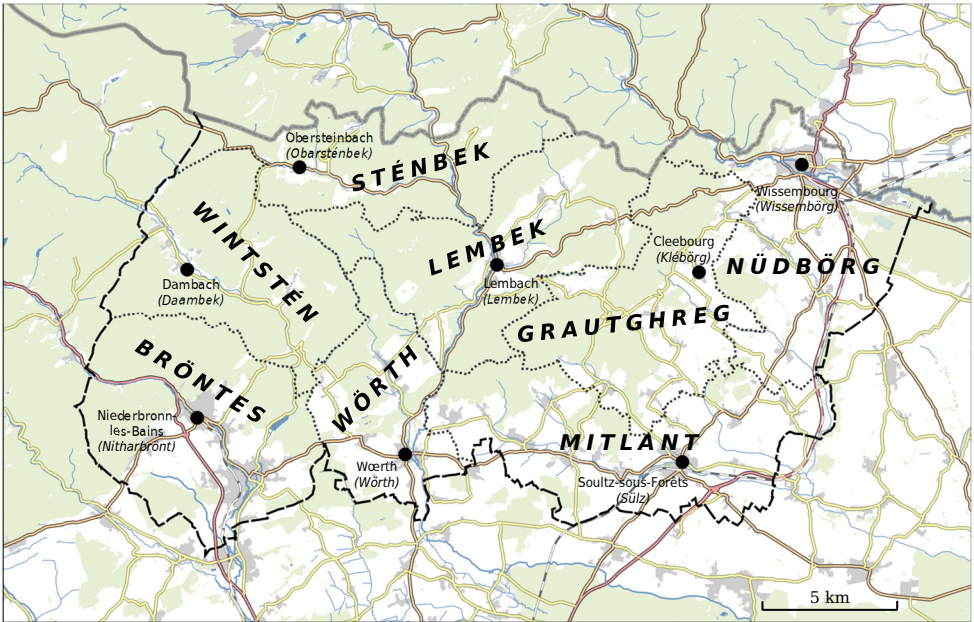 Obersteinbach
(Obarsténbek)
STÉNBEK
Wissembourg
(Wissembörg)
WINTSTÉN
LEMBEK
Cleebourg
(Klébörg)
NÜDBÖRG
Dambach
(Daambek)
Lembach
(Lembek)
GRAUTGHREG
BRÖNTES
WÖRTH
Niederbronn-
les-Bains
(Nitharbrönt)
MITLANT
Wœrth
(Wörth)
Soultz-sous-Forêts
(Sülz)
5 km